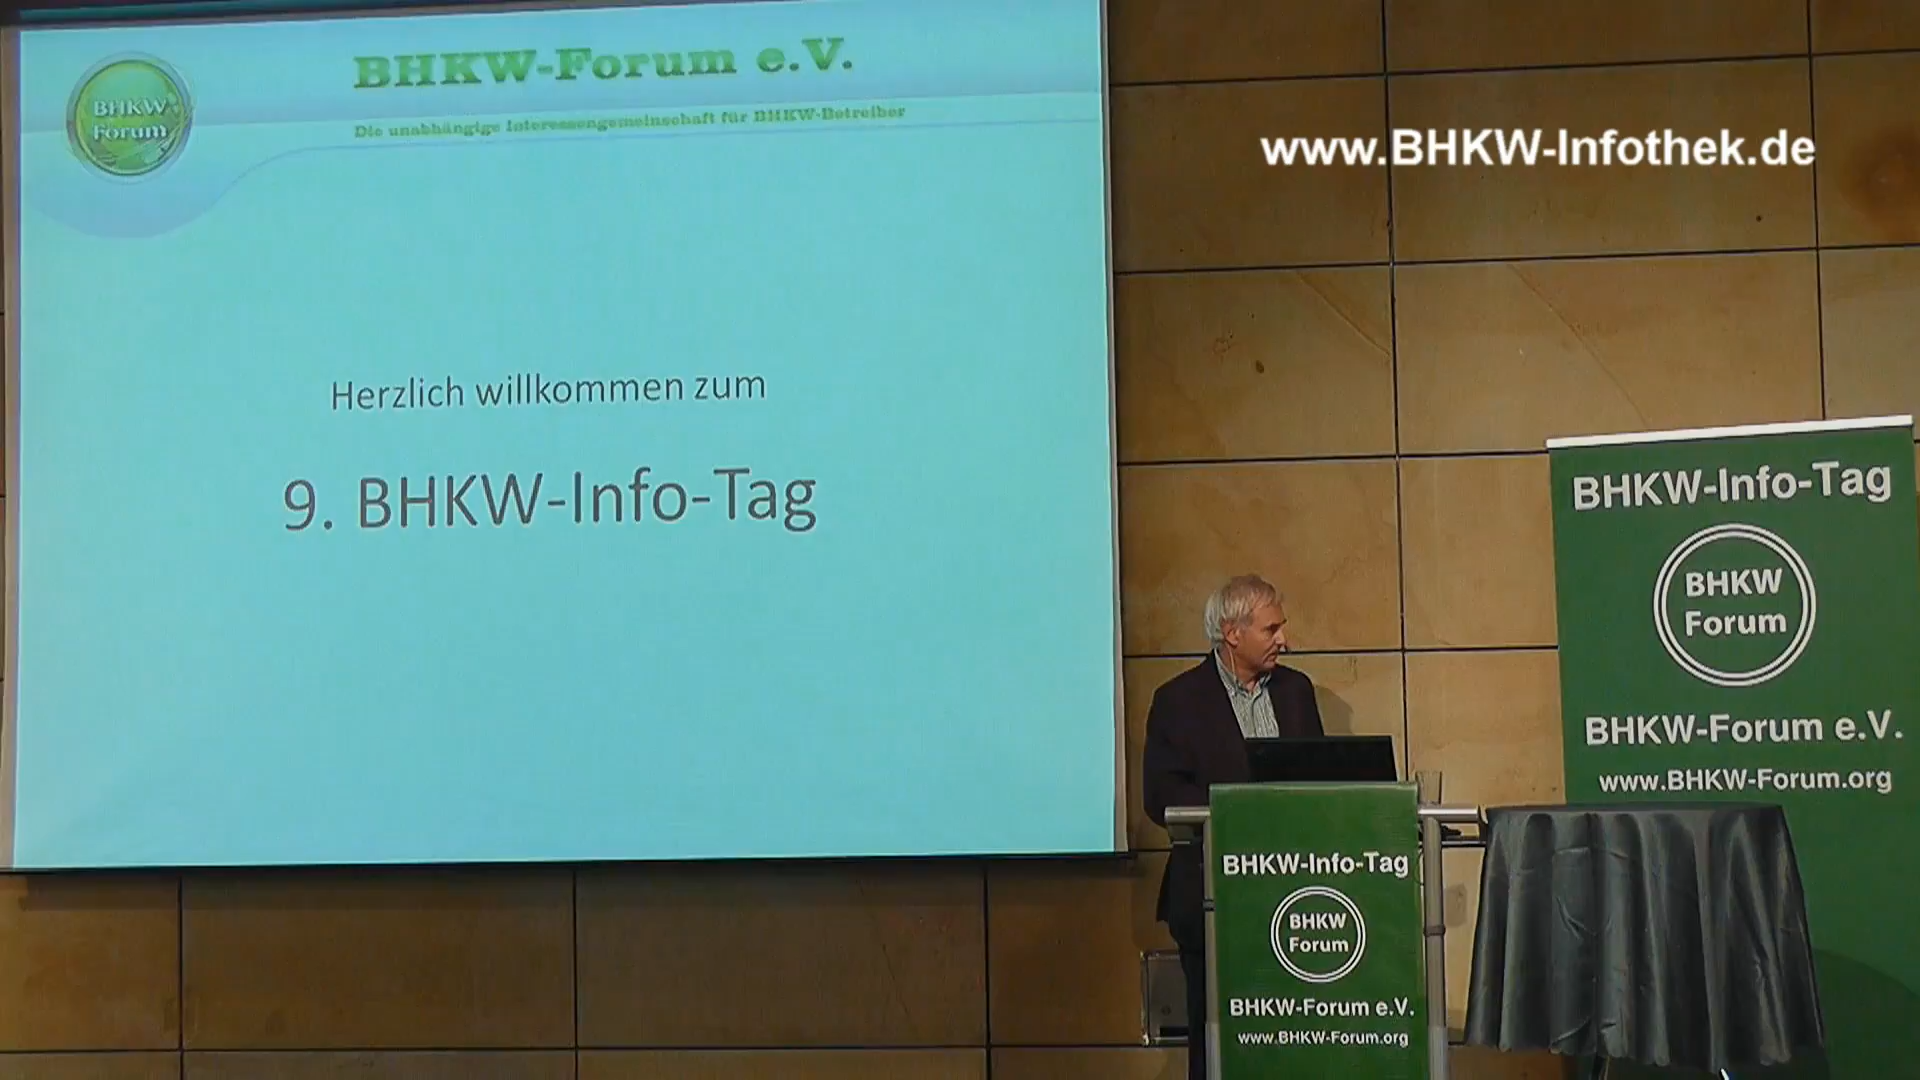 BHKW-Forum e.V.
BHKW
Forum
Die unabhängige Interessengemeinschaft für BHKW-Betreiber
www.BHKW-Infothek.de
Herzlich willkommen zum
9. BHKW-Info-Tag
BHKW-Info-Tag
BHKW
Forum
BHKW-Forum e.V.
www.BHKW-Forum.org
BHKW-Info-Tag
BHKW
Forum
BHKW-Forum e.V.
www.BHKW-Forum.org